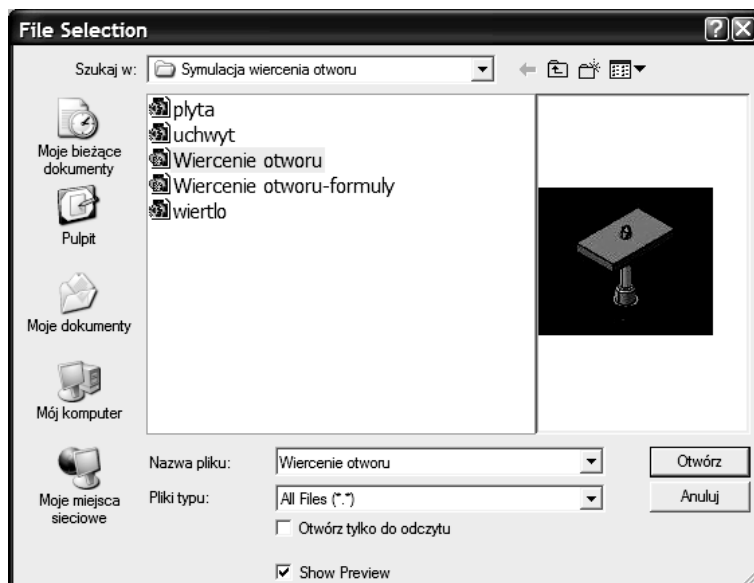 File Selection
Szukaj w: Symulacja wiercenia otworu
plyta
uchwyt
Wiercenie otworu
Wiercenie otworu-formuly
wiertlo
Moje bieżące
dokumenty
Pulpit
Moje dokumenty
Mój komputer
Moje miejsca
sieciowe
Nazwa pliku: Wiercenie otworu Otwórz
Pliki typu: All Files (*.*) Anuluj
Otwórz tylko do odczytu
Show Preview